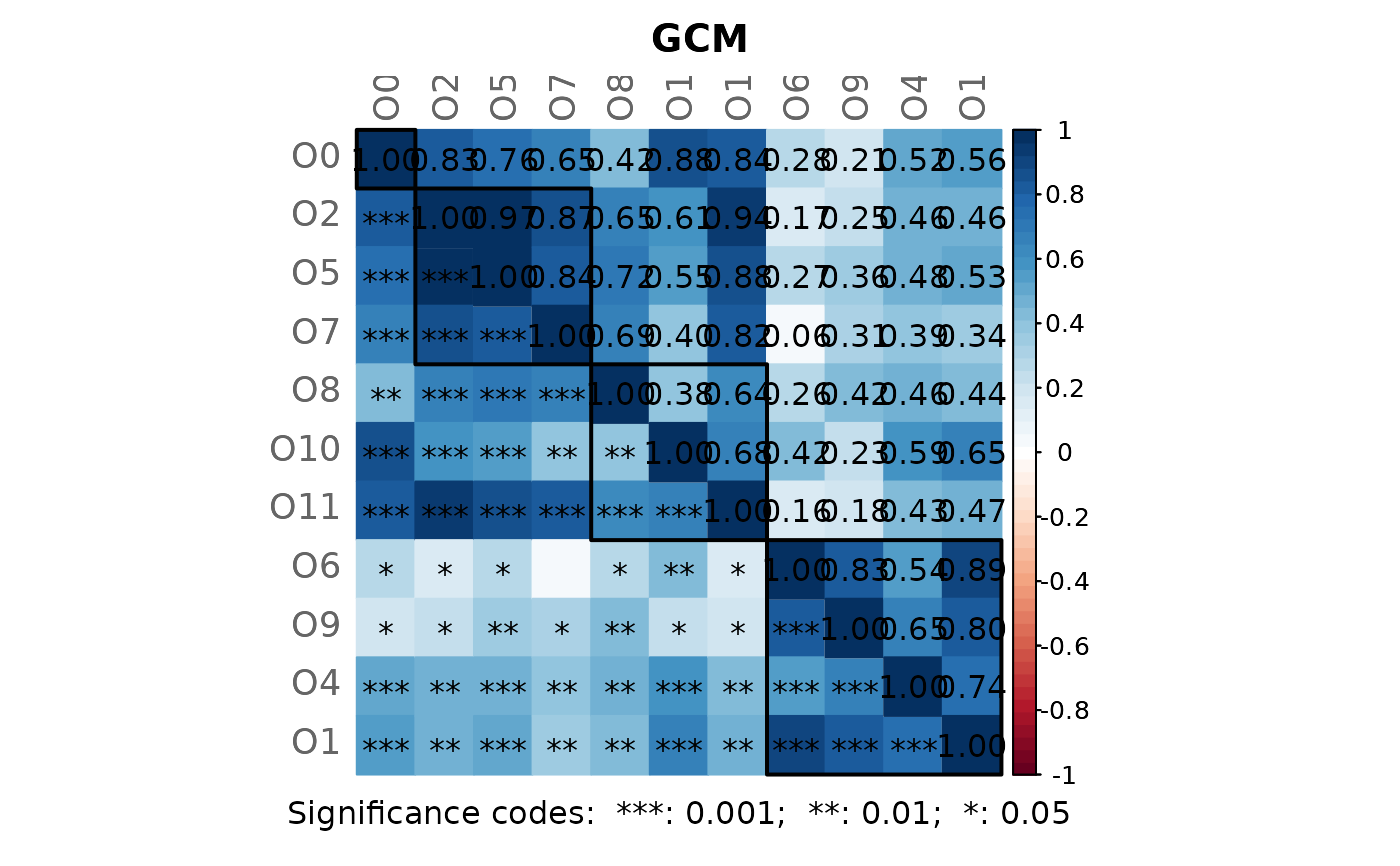 GCM
O0 O2 O5 O7 O8 O1 O1 O6 O9 O4 O1
O0 1.00 0.83 0.76 0.65 0.42 0.88 0.84 0.28 0.21 0.52 0.56
O2 *** 1.00 0.97 0.87 0.65 0.61 0.94 0.17 0.25 0.46 0.46
O5 *** *** 1.00 0.84 0.72 0.55 0.88 0.27 0.36 0.48 0.53
O7 *** *** *** 1.00 0.69 0.40 0.82 0.06 0.31 0.39 0.34
O8 ** *** *** *** 1.00 0.38 0.64 0.26 0.42 0.46 0.44
O10 *** *** *** ** ** 1.00 0.68 0.42 0.23 0.59 0.65
O11 *** *** *** *** *** *** 1.00 0.16 0.18 0.43 0.47
O6 * * * * ** * 1.00 0.83 0.54 0.89
O9 * * ** * ** * * *** 1.00 0.65 0.80
O4 *** ** *** ** ** *** ** *** *** 1.00 0.74
O1 *** ** *** ** ** *** ** *** *** *** 1.00
1
0.8
0.6
0.4
0.2
0
-0.2
-0.4
-0.6
-0.8
-1
Significance codes: ***: 0.001; **: 0.01; *: 0.05